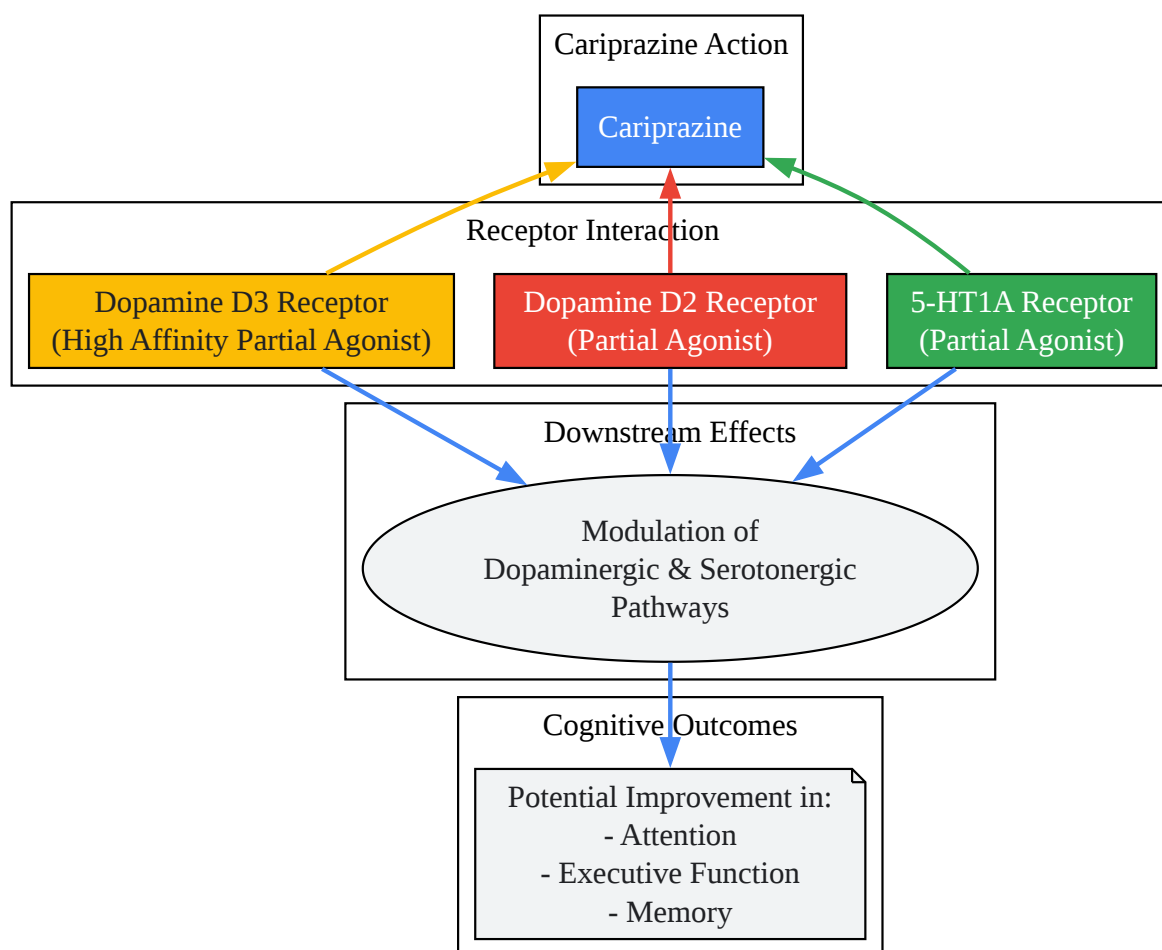 Cariprazine Action
Cariprazine
Receptor Interaction
Dopamine D3 Receptor
(High Affinity Partial Agonist)
Dopamine D2 Receptor
(Partial Agonist)
5-HT1A Receptor
(Partial Agonist)
Downstream Effects
Modulation of
Dopaminergic & Serotonergic
Pathways
Cognitive Outcomes
Potential Improvement in:
- Attention
- Executive Function
- Memory